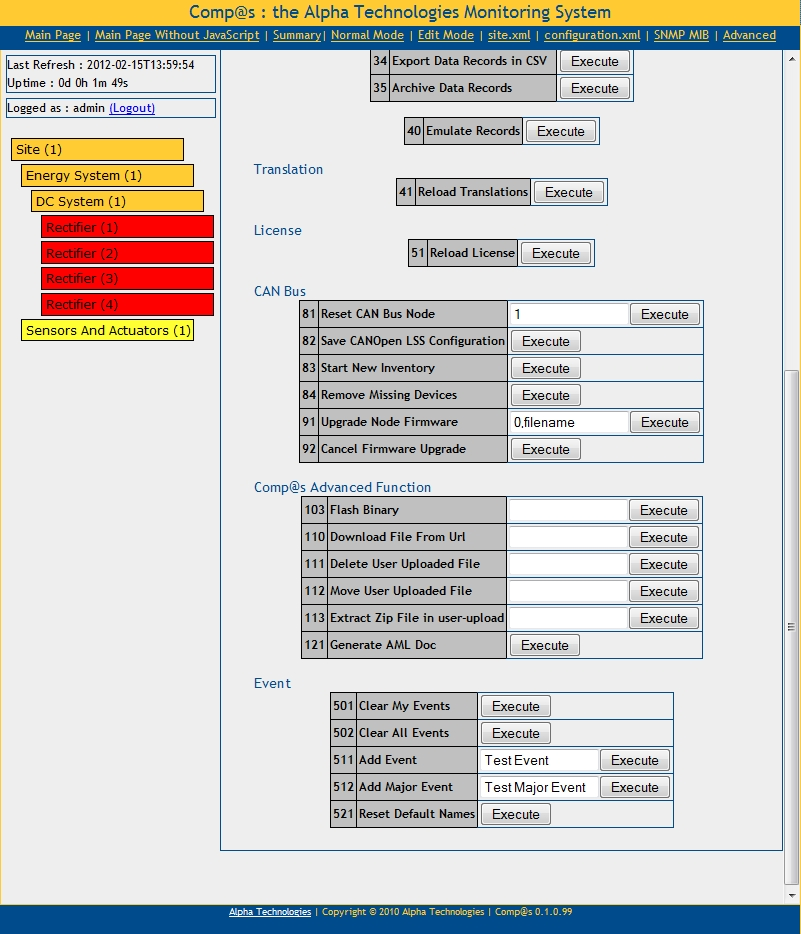 Comp@s : the Alpha Technologies Monitoring System
Main Page | Main Page Without JavaScript | Summary | Normal Mode | Edit Mode | site.xml | configuration.xml | SNMP MIB | Advanced
Last Refresh : 2012-02-15T13:59:54
Uptime : 0d 0h 1m 49s
Logged as : admin (Logout)
Site (1)
Energy System (1)
DC System (1)
Rectifier (1)
Rectifier (2)
Rectifier (3)
Rectifier (4)
Sensors And Actuators (1)
34 Export Data Records in CSV Execute
35 Archive Data Records Execute
40 Emulate Records Execute
Translation
41 Reload Translations Execute
License
51 Reload License Execute
CAN Bus
81 Reset CAN Bus Node 1 Execute
82 Save CANOpen LSS Configuration Execute
83 Start New Inventory Execute
84 Remove Missing Devices Execute
91 Upgrade Node Firmware 0,filename Execute
92 Cancel Firmware Upgrade Execute
Comp@s Advanced Function
103 Flash Binary Execute
110 Download File From Url Execute
111 Delete User Uploaded File Execute
112 Move User Uploaded File Execute
113 Extract Zip File in user-upload Execute
121 Generate AML Doc Execute
Event
501 Clear My Events Execute
502 Clear All Events Execute
511 Add Event Test Event Execute
512 Add Major Event Test Major Event Execute
521 Reset Default Names Execute
Alpha Technologies | Copyright © 2010 Alpha Technologies | Comp@s 0.1.0.99